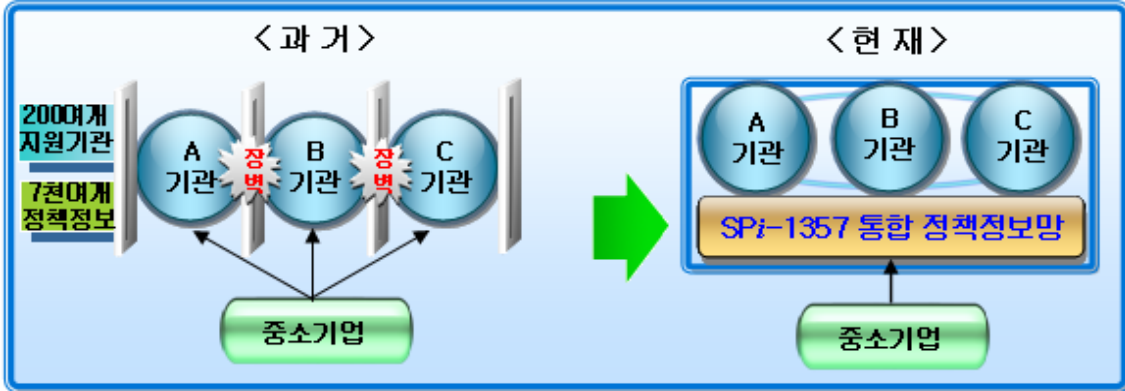 <과 거>
<현 재>
200여개
지원기관
7천여개
정책정보
A
기관
장
벽
B
기관
장
벽
C
기관
중소기업
A
기관
B
기관
C
기관
SPi-1357 통합 정책정보망
중소기업